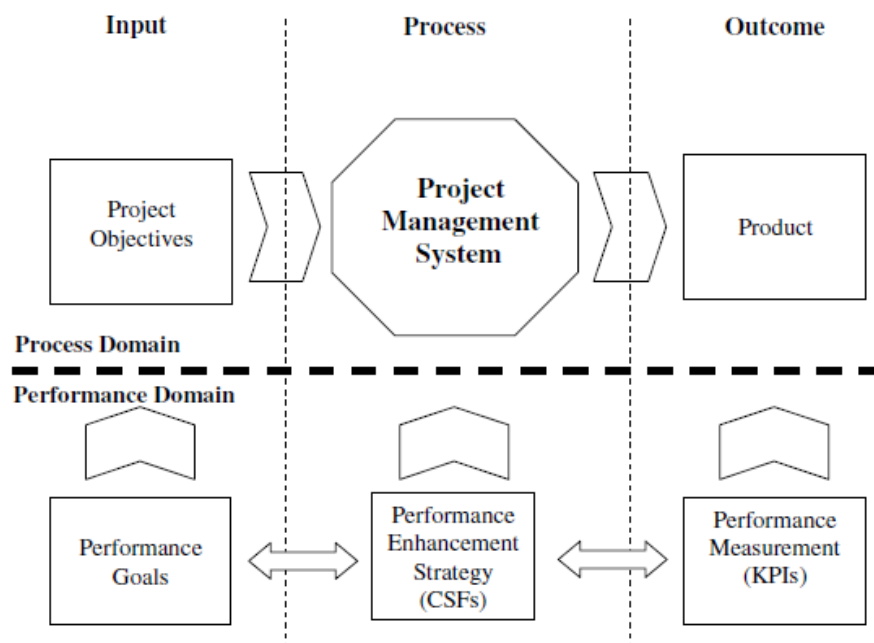 Input
Process
Outcome
Project
Objectives
Project
Management
System
Product
Process Domain
Performance Domain
Performance
Goals
Performance
Enhancement
Strategy
(CSFs)
Performance
Measurement
(KPIs)